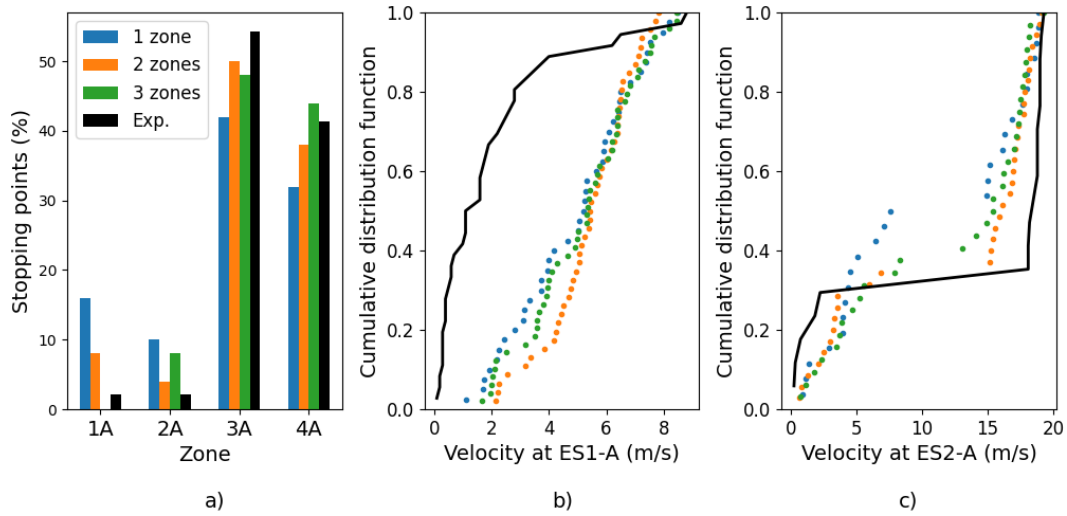 1 zone
2 zones
3 zones
Exp.
Stopping points (%)
50
40
30
20
10
0
1A 2A 3A 4A
Zone
a)
Cumulative distribution function
1.0
0.8
0.6
0.4
0.2
0.0
0 2 4 6 8
Velocity at ES1-A (m/s)
b)
Cumulative distribution function
1.0
0.8
0.6
0.4
0.2
0.0
0 5 10 15 20
Velocity at ES2-A (m/s)
c)